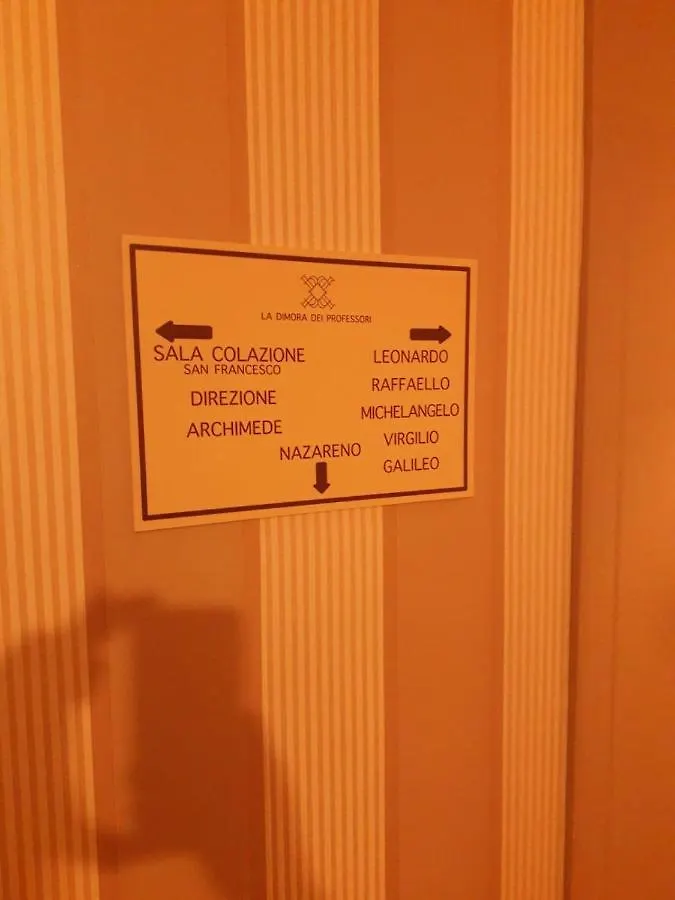 LA DIMORA DEI PROFESSORI
SALA COLAZIONE
SAN FRANCESCO
DIREZIONE
ARCHIMEDE
NAZARENO
LEONARDO
RAFFAELLO
MICHELANGELO
VIRGILIO
GALILEO